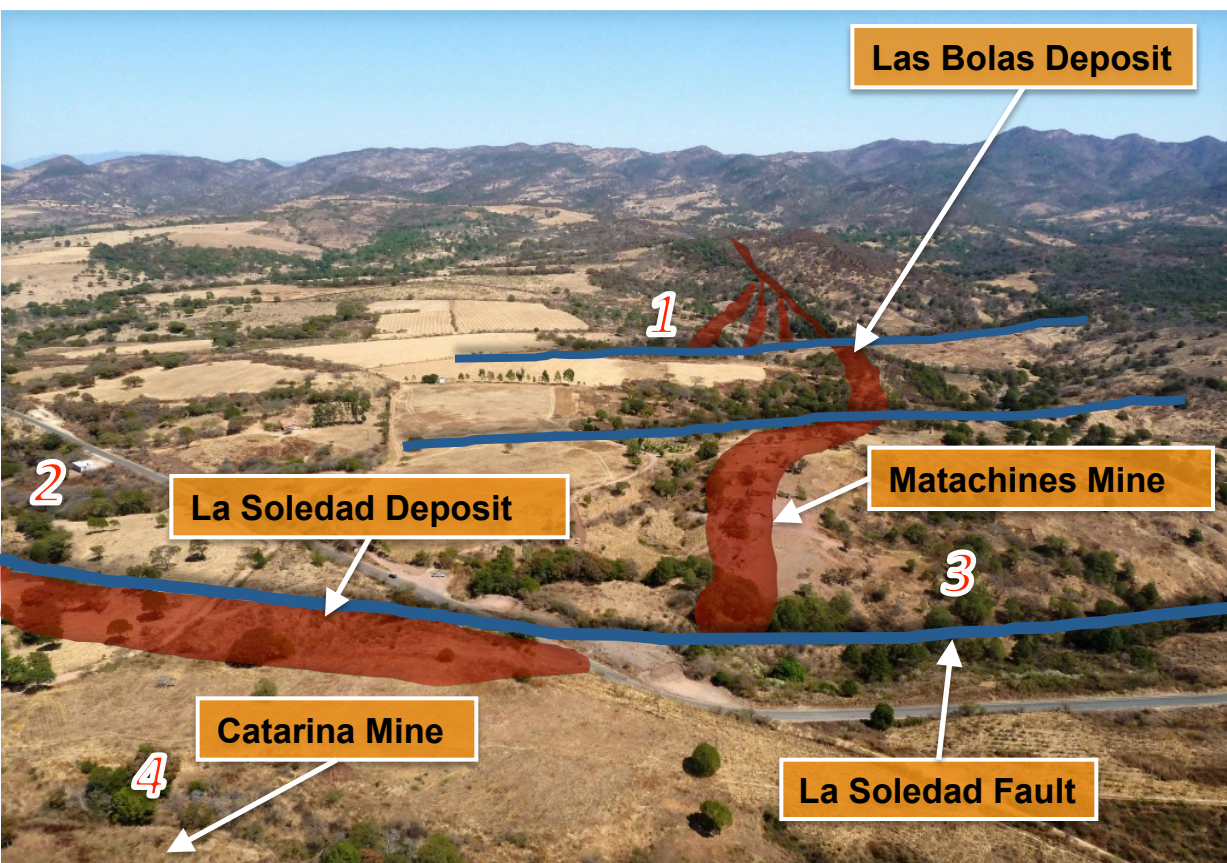 Las Bolas Deposit
1
Matachines Mine
2
La Soledad Deposit
3
Catarina Mine
4
La Soledad Fault